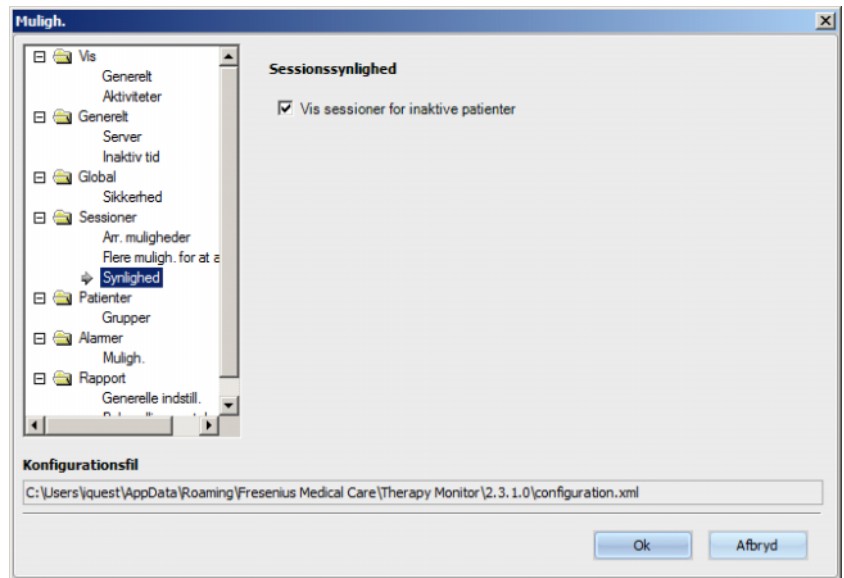 Muligh.
Vis
Generelt
Aktiviteter
Generelt
Server
Inaktiv tid
Global
Sikkerhed
Sessioner
Arr. muligheder
Flere muligh. for at a
Synlighed
Patienter
Grupper
Alarmer
Muligh.
Rapport
Generelle indstill.
Sessionssynlighed
Vis sessioner for inaktive patienter
Konfigurationsfil
C:\Users\iquest\AppData\Roaming\Fresenius Medical Care\Therapy Monitor\2.3.1.0\configuration.xml
Ok
Afbryd